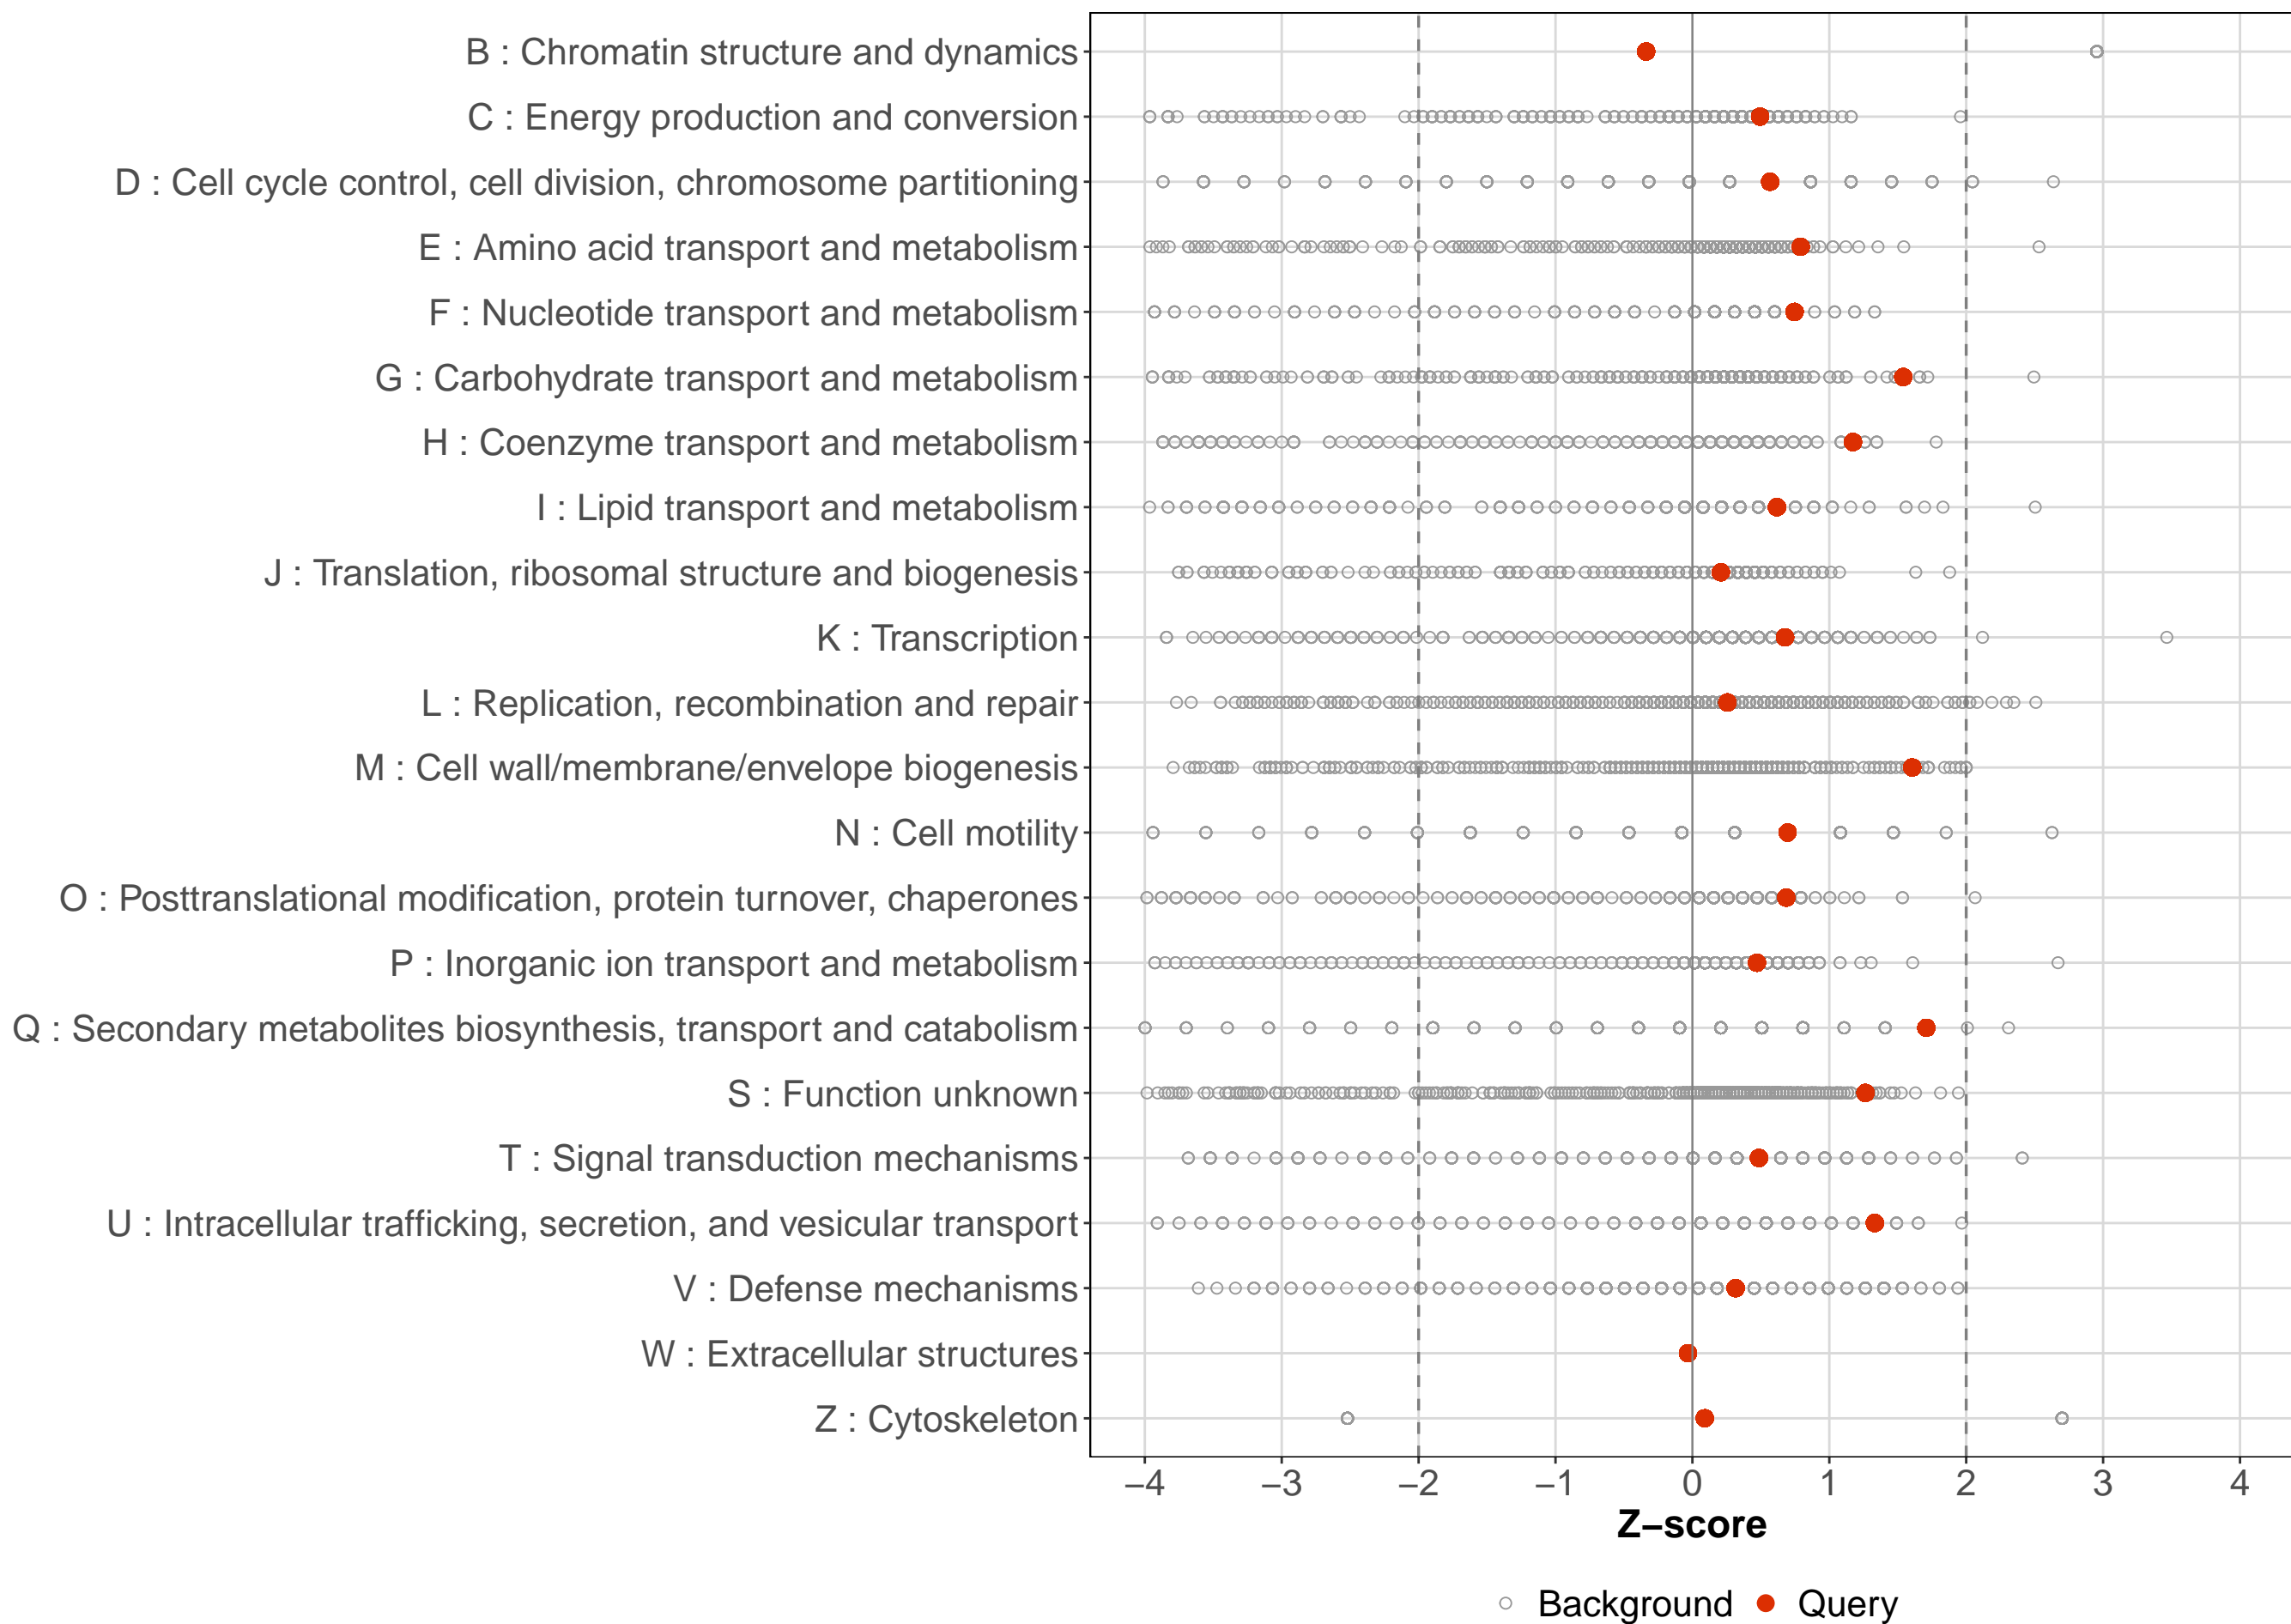 B : Chromatin structure and dynamics
C : Energy production and conversion
D : Cell cycle control, cell division, chromosome partitioning
E : Amino acid transport and metabolism
F : Nucleotide transport and metabolism
G : Carbohydrate transport and metabolism
H : Coenzyme transport and metabolism
I : Lipid transport and metabolism
J : Translation, ribosomal structure and biogenesis
K : Transcription
L : Replication, recombination and repair
M : Cell wall/membrane/envelope biogenesis
N : Cell motility
O : Posttranslational modification, protein turnover, chaperones
P : Inorganic ion transport and metabolism
Q : Secondary metabolites biosynthesis, transport and catabolism
S : Function unknown
T : Signal transduction mechanisms
U : Intracellular trafficking, secretion, and vesicular transport
V : Defense mechanisms
W : Extracellular structures
Z : Cytoskeleton
−4 −3 −2 −1 0 1 2 3 4
Z−score
Background Query